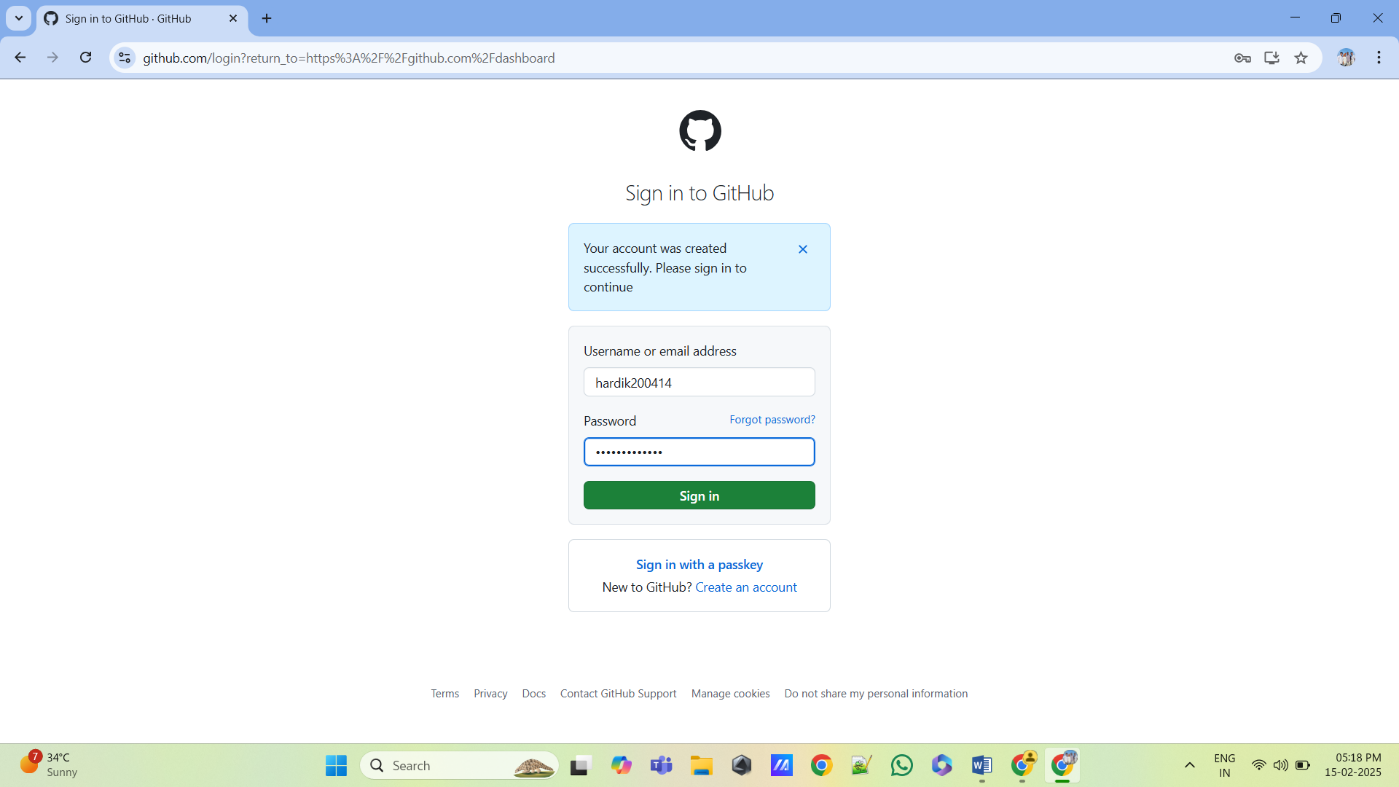 Sign in to GitHub · GitHub
github.com/login?return_to=https%3A%2F%2Fgithub.com%2Fdashboard
Sign in to GitHub
Your account was created
successfully. Please sign in to
continue
Username or email address
hardik200414
Password Forgot password?
•••••••••••••
Sign in
Sign in with a passkey
New to GitHub? Create an account
Terms Privacy Docs Contact GitHub Support Manage cookies Do not share my personal information
7 34°C
Sunny
Search
ENG
IN
05:18 PM
15-02-2025